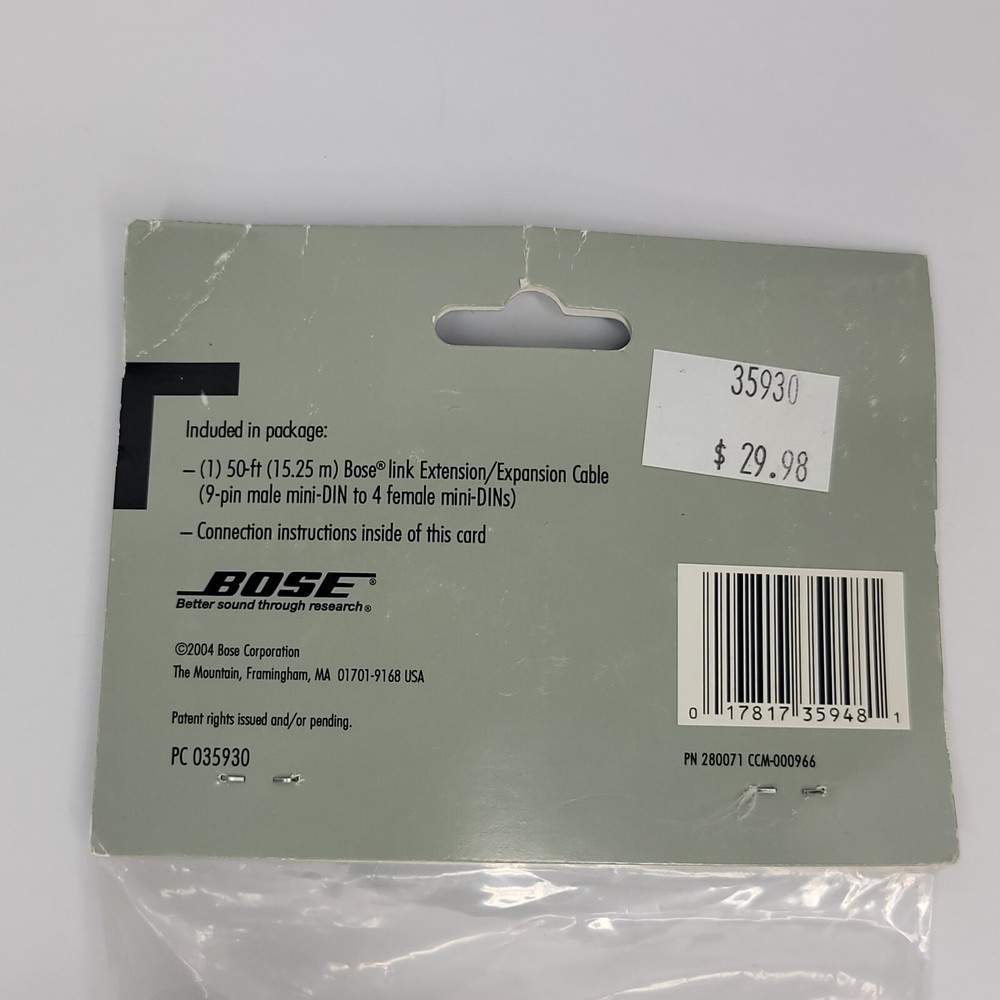 35930
$ 29.98
Included in package:
– (1) 50-ft (15.25 m) Bose® link Extension/Expansion Cable
(9-pin male mini-DIN to 4 female mini-DINs)
– Connection instructions inside of this card
BOSE®
Better sound through research®
©2004 Bose Corporation
The Mountain, Framingham, MA 01701-9168 USA
Patent rights issued and/or pending.
PC 035930
0 17817 35948 1
PN 280071 CCM-000966